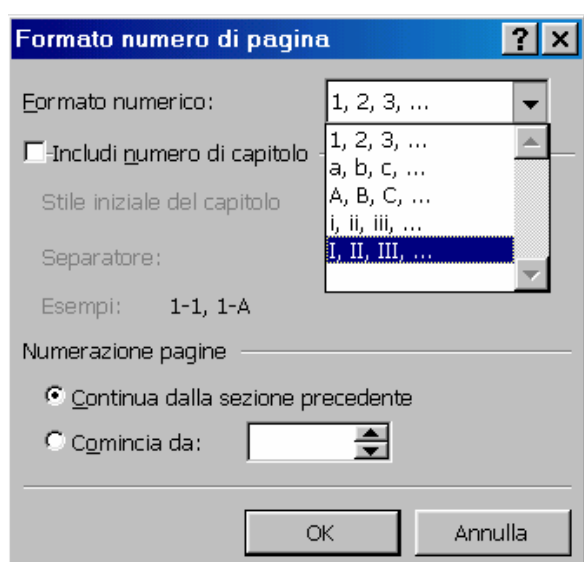 Formato numero di pagina
Formato numerico: 1, 2, 3, ...
1, 2, 3, ...
Includi numero di capitolo
a, b, c, ...
Stile iniziale del capitolo
A, B, C, ...
i, ii, iii, ...
Separatore:
I, II, III, ...
Esempi: 1-1, 1-A
Numerazione pagine
Continua dalla sezione precedente
Comincia da:
OK Annulla